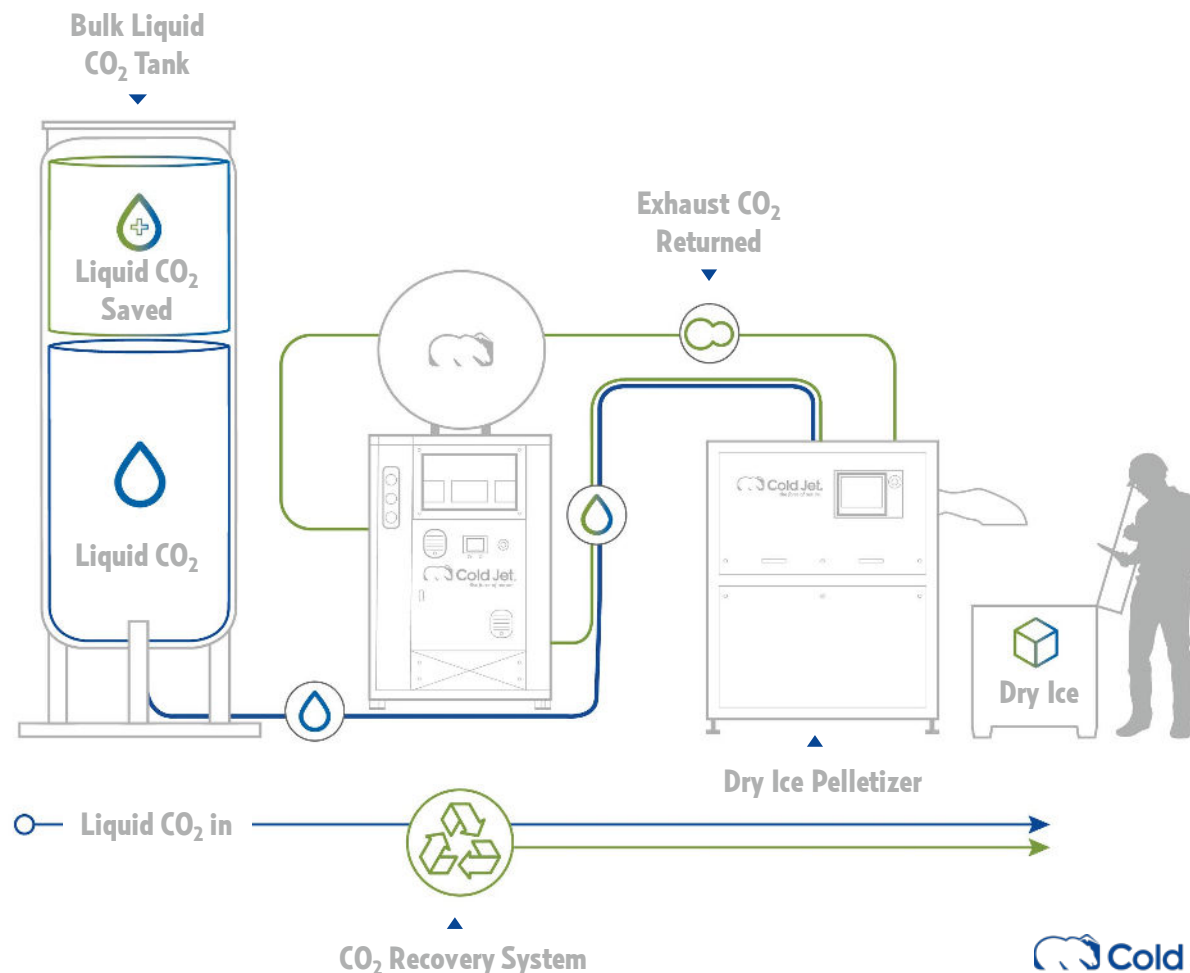 Bulk Liquid
CO₂ Tank
Exhaust CO₂
Returned
Liquid CO₂
Saved
Cold Jet.
Liquid CO₂
Cold Jet.
Dry Ice
Dry Ice Pelletizer
Liquid CO₂ in
CO₂ Recovery System
Cold